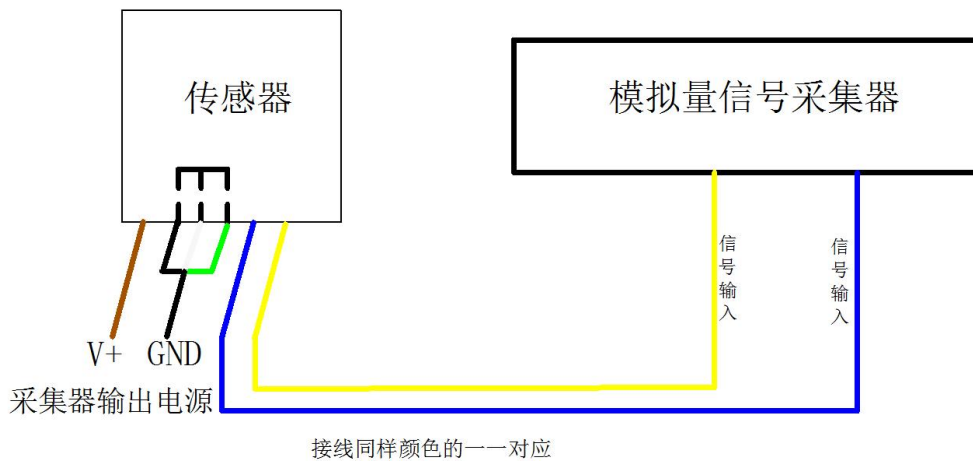 传感器
模拟量信号采集器
信号输入
信号输入
V+ GND
采集器输出电源
接线同样颜色的一一对应